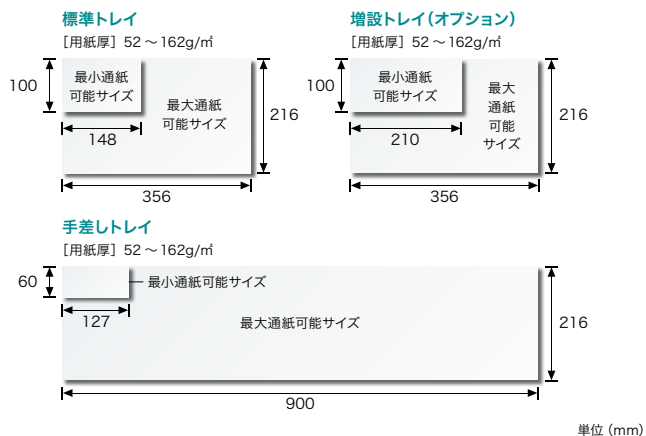 標準トレイ
［用紙厚］52～162g/㎡
100
最小通紙
可能サイズ
最大通紙
可能サイズ
216
148
356
増設トレイ（オプション）
［用紙厚］52～162g/㎡
100
最小通紙
可能サイズ
最大
通紙
可能
サイズ
216
210
356
手差しトレイ
［用紙厚］52～162g/㎡
60
最小通紙可能サイズ
127
最大通紙可能サイズ
216
900
単位（mm）